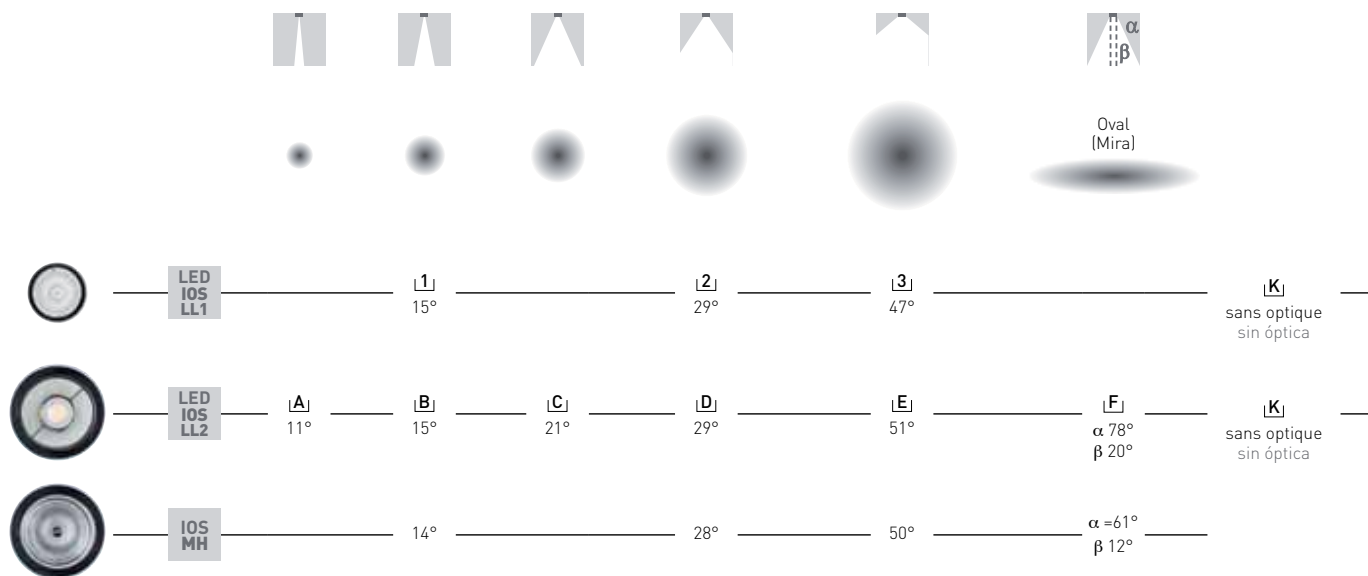 α
β
Oval
(Mira)
LED
IOS
LL1
1
15°
2
29°
3
47°
K
sans optique
sin óptica
LED
IOS
LL2
A
11°
B
15°
C
21°
D
29°
E
51°
F
α 78°
β 20°
K
sans optique
sin óptica
IOS
MH
14°
28°
50°
α =61°
β 12°